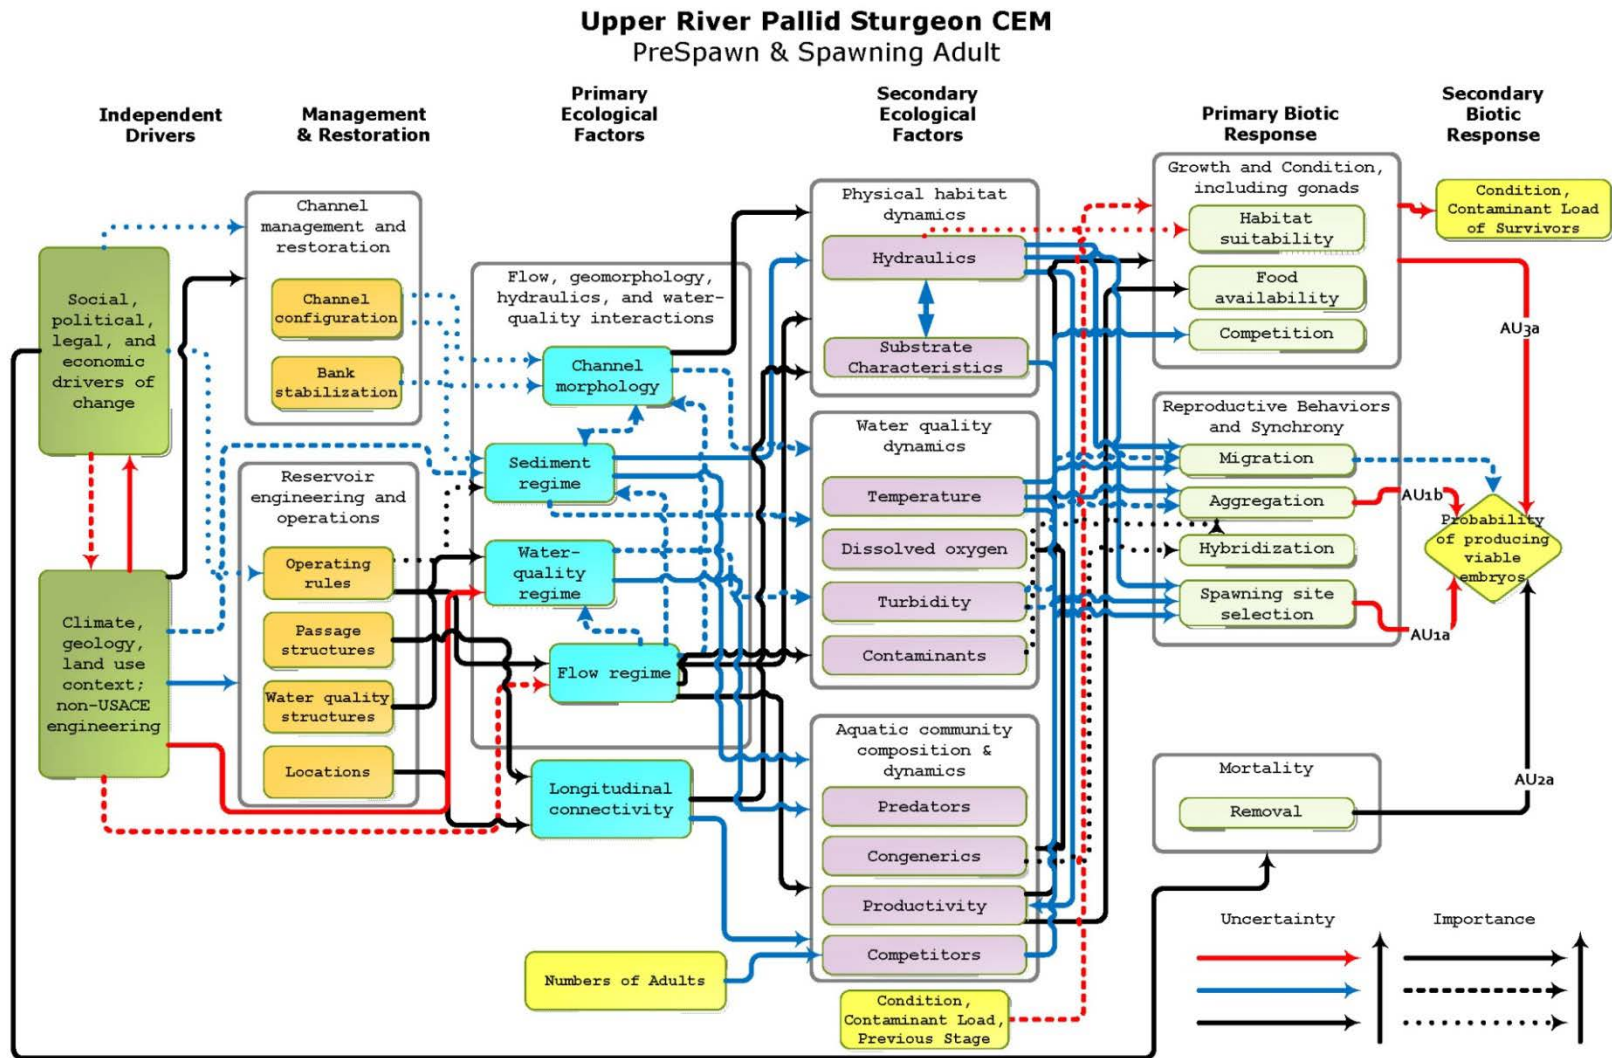 Upper River Pallid Sturgeon CEM
PreSpawn & Spawning Adult
Independent
Drivers
Management
& Restoration
Primary
Ecological
Factors
Secondary
Ecological
Factors
Primary Biotic
Response
Secondary
Biotic
Response
Social,
political,
legal, and
economic
drivers of
change
Climate,
geology,
land use
context;
non-USACE
engineering
Channel
management and
restoration
Channel
configuration
Bank
stabilization
Reservoir
engineering and
operations
Operating
rules
Passage
structures
Water quality
structures
Locations
Flow, geomorphology,
hydraulics, and water-
quality interactions
Channel
morphology
Sediment
regime
Water-
quality
regime
Flow regime
Longitudinal
connectivity
Numbers of Adults
Physical habitat
dynamics
Hydraulics
Substrate
Characteristics
Water quality
dynamics
Temperature
Dissolved oxygen
Turbidity
Contaminants
Aquatic community
composition &
dynamics
Predators
Congenerics
Productivity
Competitors
Condition,
Contaminant Load,
Previous Stage
Growth and Condition,
including gonads
Habitat
suitability
Food
availability
Competition
Reproductive Behaviors
and Synchrony
Migration
Aggregation
Hybridization
Spawning site
selection
Mortality
Removal
Condition,
Contaminant Load
of Survivors
AU3a
AU1b
Probability
of producing
viable
embryos
AU1a
AU2a
Uncertainty
Importance